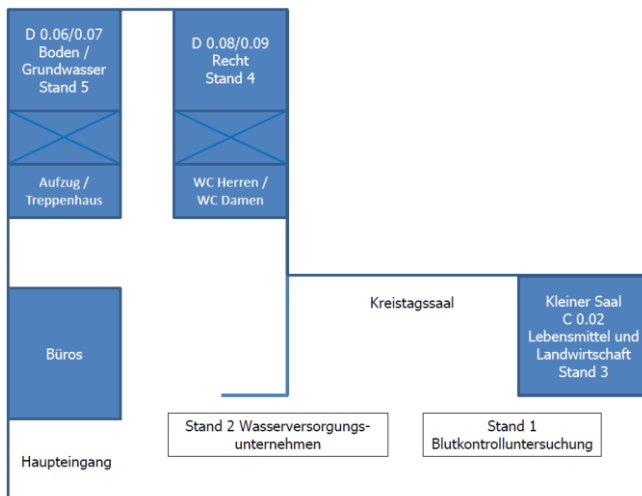 D 0.06/0.07
Boden /
Grundwasser
Stand 5
D 0.08/0.09
Recht
Stand 4
Aufzug /
Treppenhaus
WC Herren /
WC Damen
Kreistagssaal
Kleiner Saal
C 0.02
Lebensmittel und
Landwirtschaft
Stand 3
Büros
Stand 2 Wasserversorgungs-
unternehmen
Stand 1
Blutkontrolluntersuchung
Haupteingang